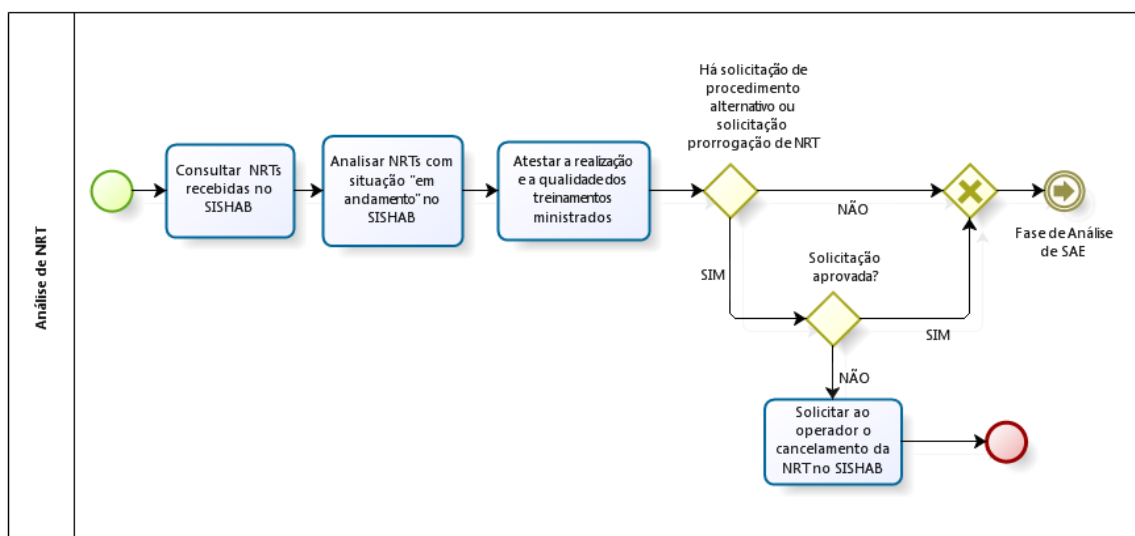 Análise de NRT
Consultar NRTs
recebidas no
SISHAB
Analisar NRTs com
situação "em
andamento" no
SISHAB
Atestar a realização
e a qualidade dos
treinamentos
ministrados
Há solicitação de
procedimento
alternativo ou
solicitação
prorrogação de NRT
NÃO
SIM
Solicitação
aprovada?
SIM
NÃO
Solicitar ao
operador o
cancelamento da
NRT no SISHAB
Fase de Análise
de SAE